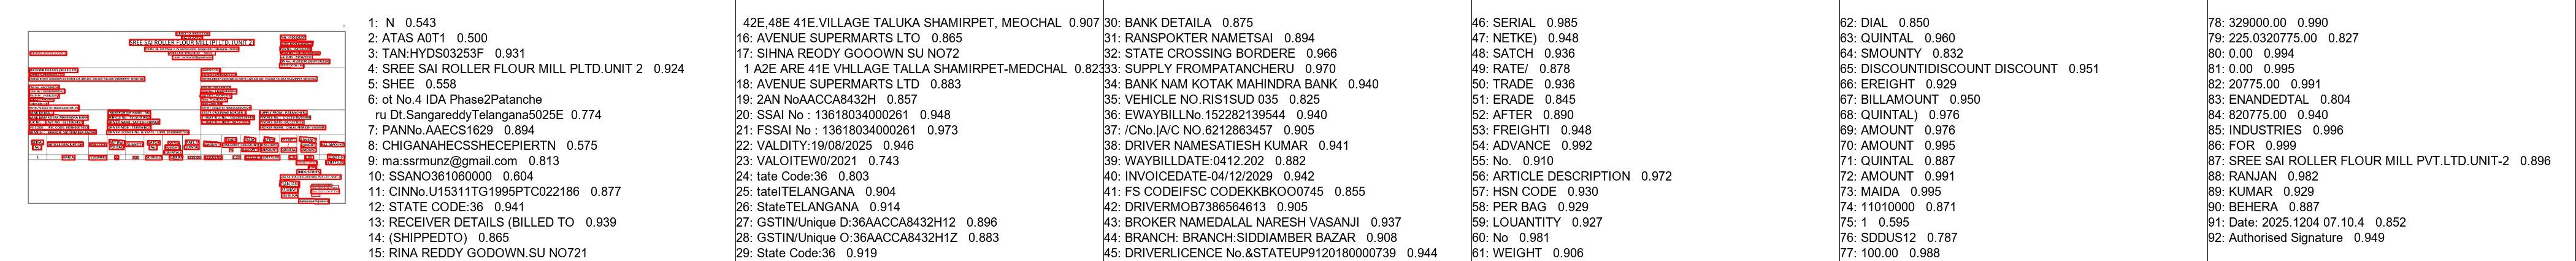 SREE SAI ROLLER FLOUR MILL (P) LTD. (UNIT 2)
1: N 0.543
2: ATAS A0T1 0.500
3: TAN:HYDS03253F 0.931
4: SREE SAI ROLLER FLOUR MILL PLTD.UNIT 2 0.924
5: SHEE 0.558
6: ot No.4 IDA Phase2Patanche
ru Dt.SangareddyTelangana5025E 0.774
7: PANNo.AAECS1629 0.894
8: CHIGANAHECSSHECEPIERTN 0.575
9: ma:ssrmunz@gmail.com 0.813
10: SSANO361060000 0.604
11: CINNo.U15311TG1995PTC022186 0.877
12: STATE CODE:36 0.941
13: RECEIVER DETAILS (BILLED TO 0.939
14: (SHIPPEDTO) 0.865
15: RINA REDDY GODOWN.SU NO721
42E,48E 41E.VILLAGE TALUKA SHAMIRPET, MEOCHAL 0.907
16: AVENUE SUPERMARTS LTO 0.865
17: SIHNA REODY GOOOWN SU NO72
1 A2E ARE 41E VHLLAGE TALLA SHAMIRPET-MEDCHAL 0.823
18: AVENUE SUPERMARTS LTD 0.883
19: 2AN NoAACCA8432H 0.857
20: SSAI No : 13618034000261 0.948
21: FSSAI No : 13618034000261 0.973
22: VALDITY:19/08/2025 0.946
23: VALOITEW0/2021 0.743
24: tate Code:36 0.803
25: tatelTELANGANA 0.904
26: StateTELANGANA 0.914
27: GSTIN/Unique D:36AACCA8432H12 0.896
28: GSTIN/Unique O:36AACCA8432H1Z 0.883
29: State Code:36 0.919
30: BANK DETAILA 0.875
31: RANSPOKTER NAMETSAI 0.894
32: STATE CROSSING BORDERE 0.966
33: SUPPLY FROMPATANCHERU 0.970
34: BANK NAM KOTAK MAHINDRA BANK 0.940
35: VEHICLE NO.RIS1SUD 035 0.825
36: EWAYBILLNo.152282139544 0.940
37: /CNo.|A/C NO.6212863457 0.905
38: DRIVER NAMESATIESH KUMAR 0.941
39: WAYBILLDATE:0412.202 0.882
40: INVOICEDATE-04/12/2029 0.942
41: FS CODEIFSC CODEKKBKOO0745 0.855
42: DRIVERMOB7386564613 0.905
43: BROKER NAMEDALAL NARESH VASANJI 0.937
44: BRANCH: BRANCH:SIDDIAMBER BAZAR 0.908
45: DRIVERLICENCE No.&STATEUP9120180000739 0.944
46: SERIAL 0.985
47: NETKE) 0.948
48: SATCH 0.936
49: RATE/ 0.878
50: TRADE 0.936
51: ERADE 0.845
52: AFTER 0.890
53: FREIGHTI 0.948
54: ADVANCE 0.992
55: No. 0.910
56: ARTICLE DESCRIPTION 0.972
57: HSN CODE 0.930
58: PER BAG 0.929
59: LOUANTITY 0.927
60: No 0.981
61: WEIGHT 0.906
62: DIAL 0.850
63: QUINTAL 0.960
64: SMOUNTY 0.832
65: DISCOUNTIDISCOUNT DISCOUNT 0.951
66: EREIGHT 0.929
67: BILLAMOUNT 0.950
68: QUINTAL) 0.976
69: AMOUNT 0.976
70: AMOUNT 0.995
71: QUINTAL 0.887
72: AMOUNT 0.991
73: MAIDA 0.995
74: 11010000 0.871
75: 1 0.595
76: SDDUS12 0.787
77: 100.00 0.988
78: 329000.00 0.990
79: 225.0320775.00 0.827
80: 0.00 0.994
81: 0.00 0.995
82: 20775.00 0.991
83: ENANDEDTAL 0.804
84: 820775.00 0.940
85: INDUSTRIES 0.996
86: FOR 0.999
87: SREE SAI ROLLER FLOUR MILL PVT.LTD.UNIT-2 0.896
88: RANJAN 0.982
89: KUMAR 0.929
90: BEHERA 0.887
91: Date: 2025.1204 07.10.4 0.852
92: Authorised Signature 0.949